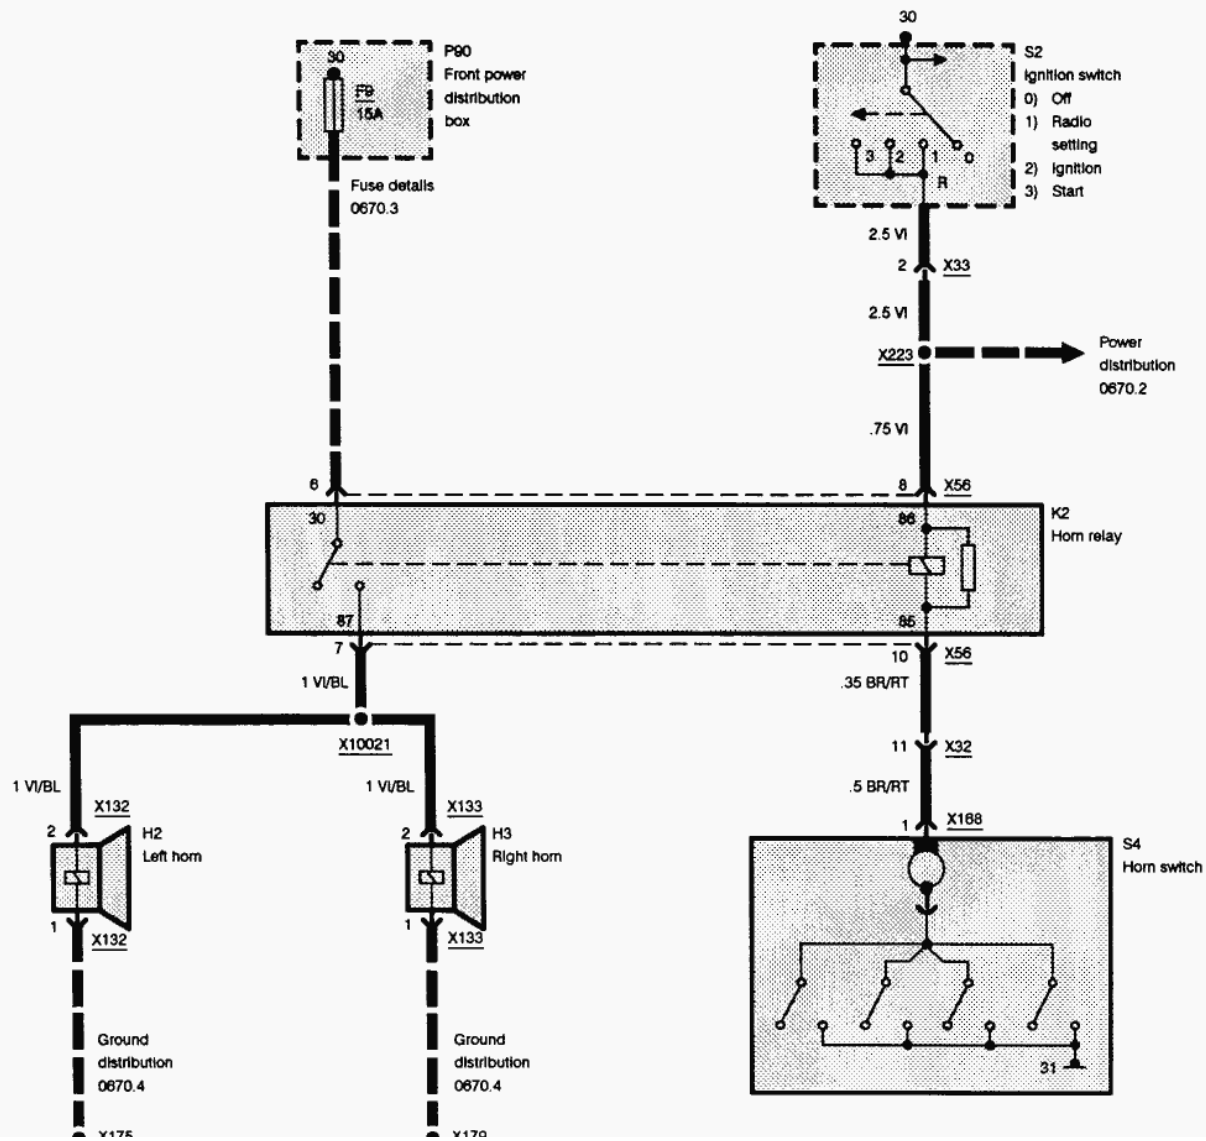 30
P90
Front power
distribution
box
30
F9
15A
Fuse details
0670.3
S2
Ignition switch
0) Off
1) Radio
setting
2) Ignition
3) Start
3 2 1 0
R
2.5 VI
2 X33
2.5 VI
X223
Power
distribution
0670.2
.75 VI
6
8 X56
30
86
K2
Horn relay
87
85
7
10 X56
1 VI/BL
.35 BR/RT
X10021
11 X32
1 VI/BL
1 VI/BL
.5 BR/RT
X132
X133
1 X168
2
H2
Left horn
2
H3
Right horn
S4
Horn switch
1
X132
1
X133
Ground
distribution
0670.4
Ground
distribution
0670.4
31
X175
X179